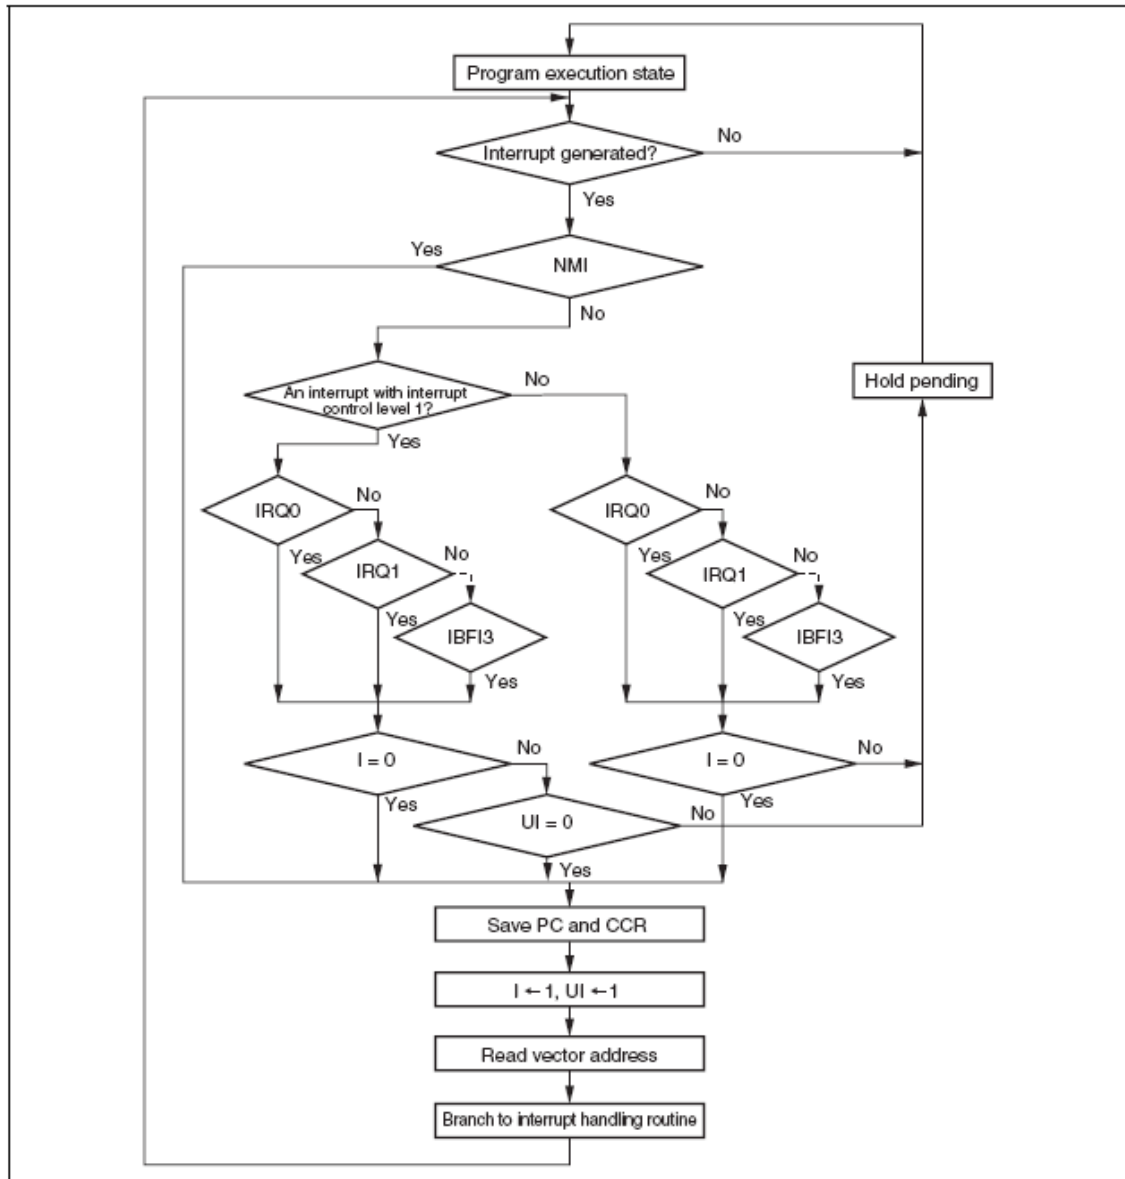 Program execution state
Interrupt generated?
No
Yes
Yes
NMI
No
An interrupt with interrupt
control level 1?
No
Hold pending
Yes
IRQ0
No
IRQ0
No
Yes
IRQ1
No
Yes
IRQ1
No
Yes
IBFI3
Yes
IBFI3
Yes
Yes
I = 0
No
I = 0
No
Yes
UI = 0
No
Yes
Yes
Save PC and CCR
I ← 1, UI ← 1
Read vector address
Branch to interrupt handling routine